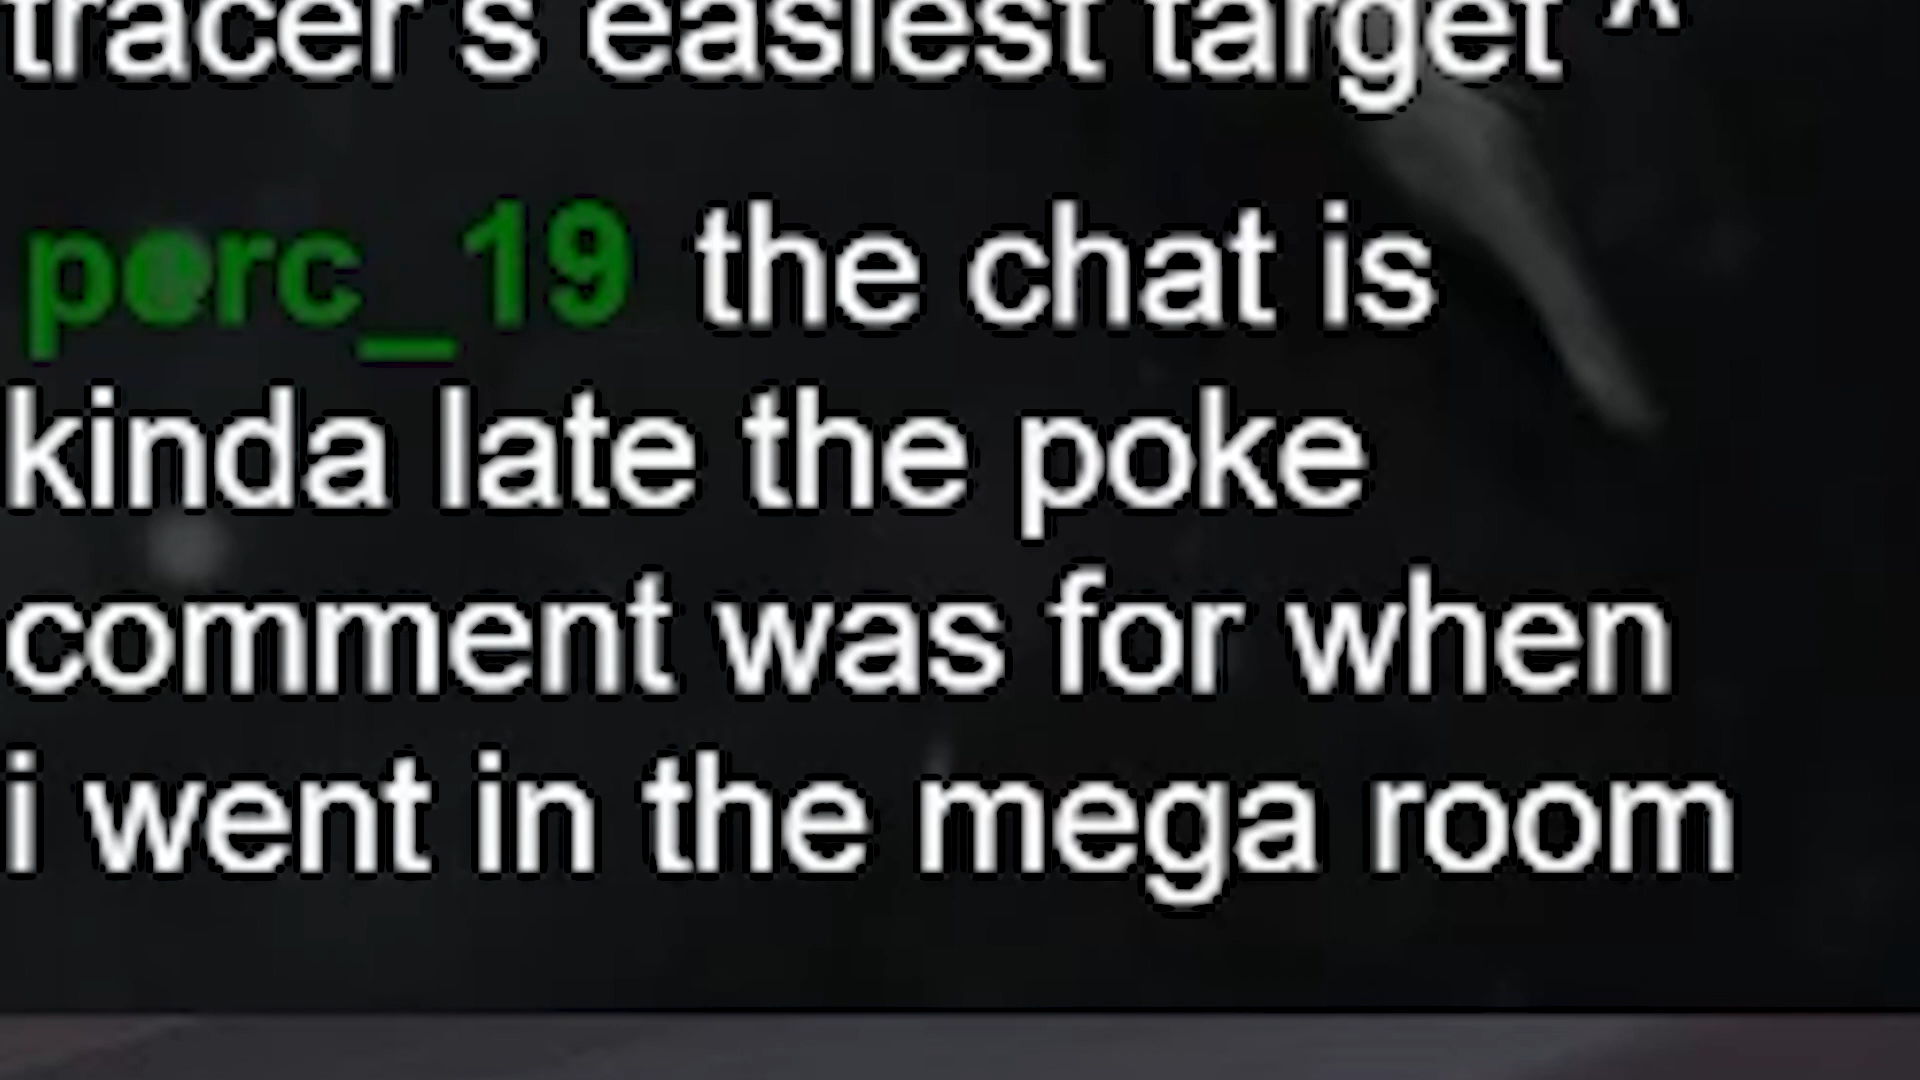 tracer's easiest target ^
perc_19 the chat is
kinda late the poke
comment was for when
i went in the mega room